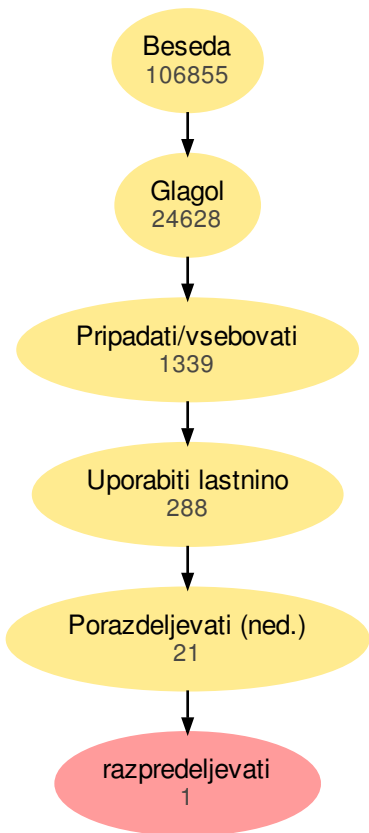 Beseda
106855
Glagol
24628
Pripadati/vsebovati
1339
Uporabiti lastnino
288
Porazdeljevati (ned.)
21
razpredeljevati
1